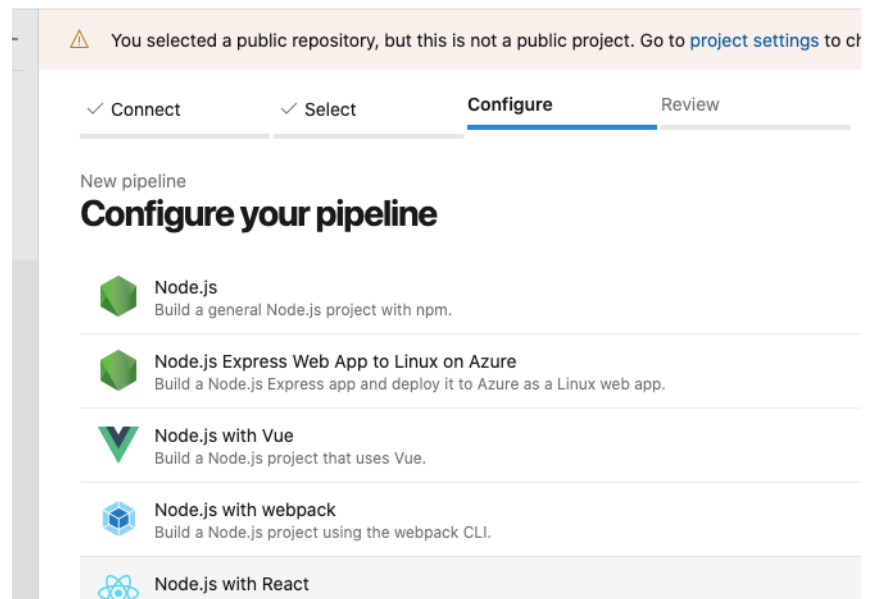 You selected a public repository, but this is not a public project. Go to project settings to ch
Connect
Select
Configure
Review
New pipeline
Configure your pipeline
Node.js
Build a general Node.js project with npm.
Node.js Express Web App to Linux on Azure
Build a Node.js Express app and deploy it to Azure as a Linux web app.
Node.js with Vue
Build a Node.js project that uses Vue.
Node.js with webpack
Build a Node.js project using the webpack CLI.
Node.js with React